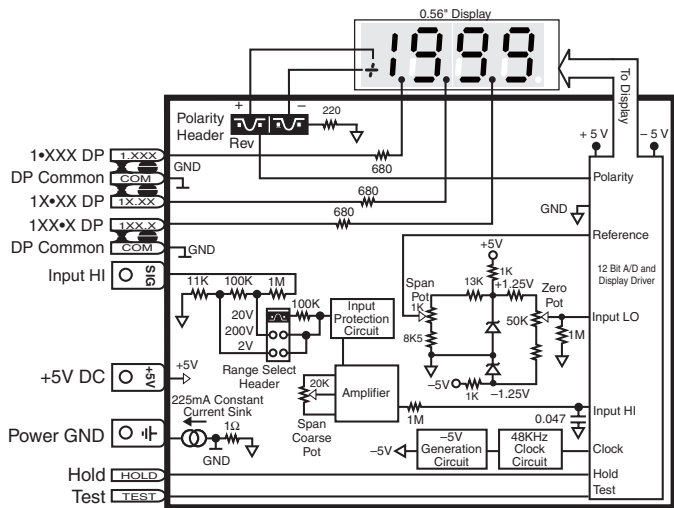 0.56" Display
1999
To Display
+ −
Polarity
Header
Rev
220
+ 5 V
− 5 V
1•XXX DP
1.XXX
GND
680
DP Common
COM
Polarity
1X•XX DP
1X.XX
680
GND
1XX•X DP
1XX.X
680
Reference
DP Common
COM
GND
+5V
12 Bit A/D and
Display Driver
Input HI
SIG
11K
100K
1M
1K
13K
+1.25V
Span
Pot
1K
Zero
Pot
50K
Input LO
1M
8K5
20V
200V
2V
100K
Input
Protection
Circuit
Range Select
Header
+5V DC
+5V
+5V
−5V
1K
−1.25V
20K
Span
Coarse
Pot
Amplifier
1M
Input HI
0.047
225mA Constant
Current Sink
1Ω
Power GND
GND
−5V
−5V
Generation
Circuit
48KHz
Clock
Circuit
Clock
Hold
HOLD
Hold
Test
TEST
Test